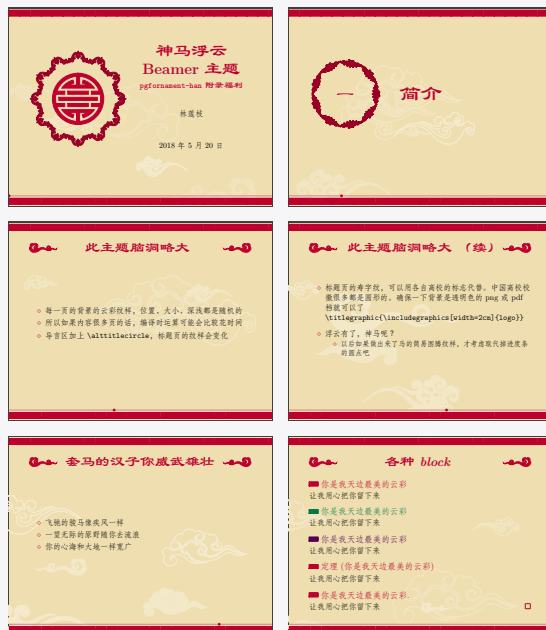 神马浮云
Beamer 主题
pgfornament-han 附录福利
林莲枝
2018 年 5 月 20 日
一
简介
此主题脑洞略大
每一页的背景的云彩纹样，位置、大小、深浅都是随机的
所以如果内容很多页的话，编译时运算可能会比较花时间
导言区加上 \alttitlecircle，标题页的纹样会变化
此主题脑洞略大 （续）
标题页的寿字纹，可以用各自高校的标志代替。中国高校校
徽很多都是圆形的。确保一下背景是透明色的 png 或 pdf
档就可以了
\titlegraphic{\includegraphics[width=2cm]{logo}}
浮云有了，神马呢？
以后如果做出来了马的简易图腾纹样，才考虑取代掉进度条
的圆点吧
套马的汉子你威武雄壮
飞驰的骏马像疾风一样
一望无际的原野随你去流浪
你的心海和大地一样宽广
各种 block
你是我天边最美的云彩
让我用心把你留下来
你是我天边最美的云彩
让我用心把你留下来
你是我天边最美的云彩
让我用心把你留下来
定理 (你是我天边最美的云彩)
让我用心把你留下来
你是我天边最美的云彩.
让我用心把你留下来